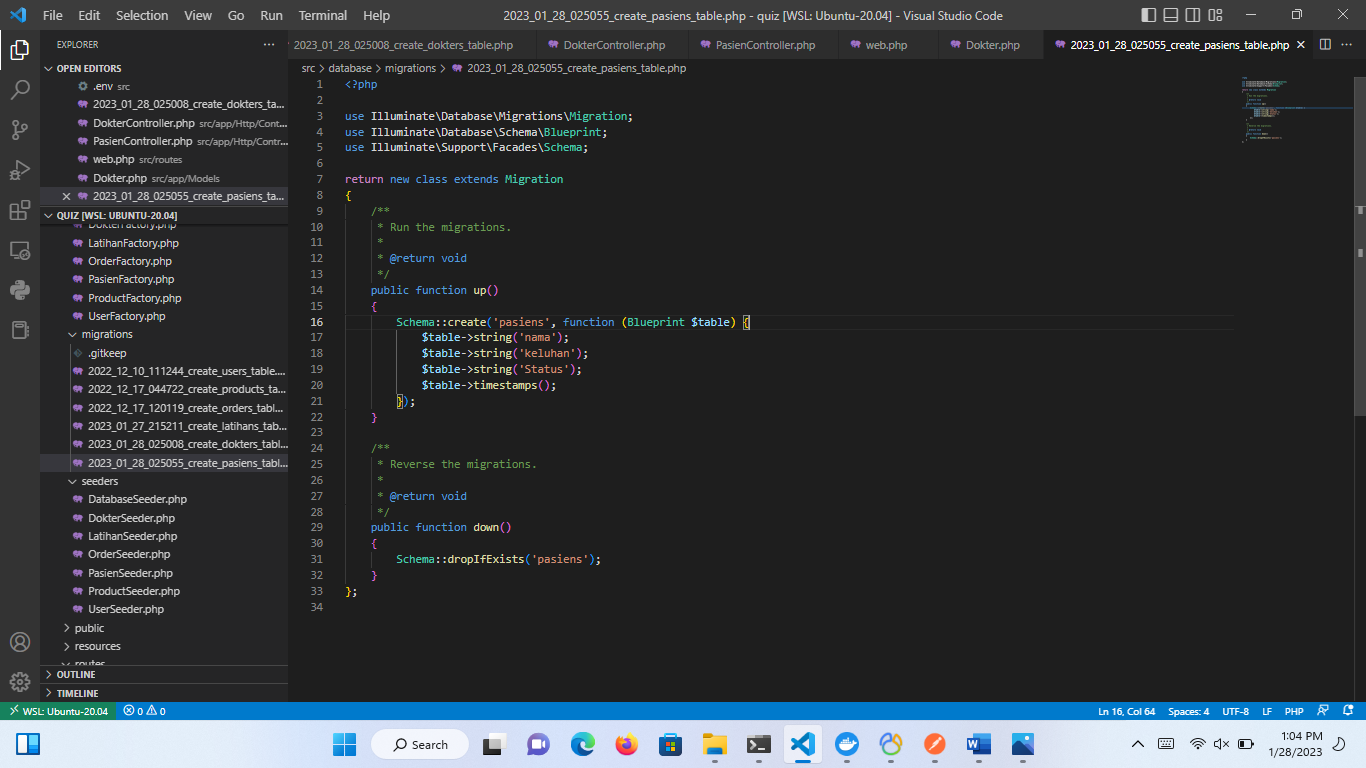 File Edit Selection View Go Run Terminal Help
2023_01_28_025055_create_pasiens_table.php - quiz [WSL: Ubuntu-20.04] - Visual Studio Code
EXPLORER
OPEN EDITORS
.env src
2023_01_28_025008_create_dokters_ta...
DokterController.php src/app/Http/Cont...
PasienController.php src/app/Http/Contr...
web.php src/routes
Dokter.php src/app/Models
2023_01_28_025055_create_pasiens_ta...
QUIZ [WSL: UBUNTU-20.04]
DokterFactory.php
LatihanFactory.php
OrderFactory.php
PasienFactory.php
ProductFactory.php
UserFactory.php
migrations
.gitkeep
2022_12_10_111244_create_users_table....
2022_12_17_044722_create_products_ta...
2022_12_17_120119_create_orders_tabl...
2023_01_27_215211_create_latihans_tab...
2023_01_28_025008_create_dokters_tabl...
2023_01_28_025055_create_pasiens_tabl...
seeders
DatabaseSeeder.php
DokterSeeder.php
LatihanSeeder.php
OrderSeeder.php
PasienSeeder.php
ProductSeeder.php
UserSeeder.php
public
resources
routes
OUTLINE
TIMELINE
2023_01_28_025008_create_dokters_table.php DokterController.php PasienController.php web.php Dokter.php 2023_01_28_025055_create_pasiens_table.php
src > database > migrations > 2023_01_28_025055_create_pasiens_table.php
1 <?php
2
3 use Illuminate\Database\Migrations\Migration;
4 use Illuminate\Database\Schema\Blueprint;
5 use Illuminate\Support\Facades\Schema;
6
7 return new class extends Migration
8 {
9 /**
10 * Run the migrations.
11 *
12 * @return void
13 */
14 public function up()
15 {
16 Schema::create('pasiens', function (Blueprint $table) {
17 $table->string('nama');
18 $table->string('keluhan');
19 $table->string('Status');
20 $table->timestamps();
21 });
22 }
23
24 /**
25 * Reverse the migrations.
26 *
27 * @return void
28 */
29 public function down()
30 {
31 Schema::dropIfExists('pasiens');
32 }
33 };
34
WSL: Ubuntu-20.04 0 0 Ln 16, Col 64 Spaces: 4 UTF-8 LF PHP
Search
1:04 PM
1/28/2023